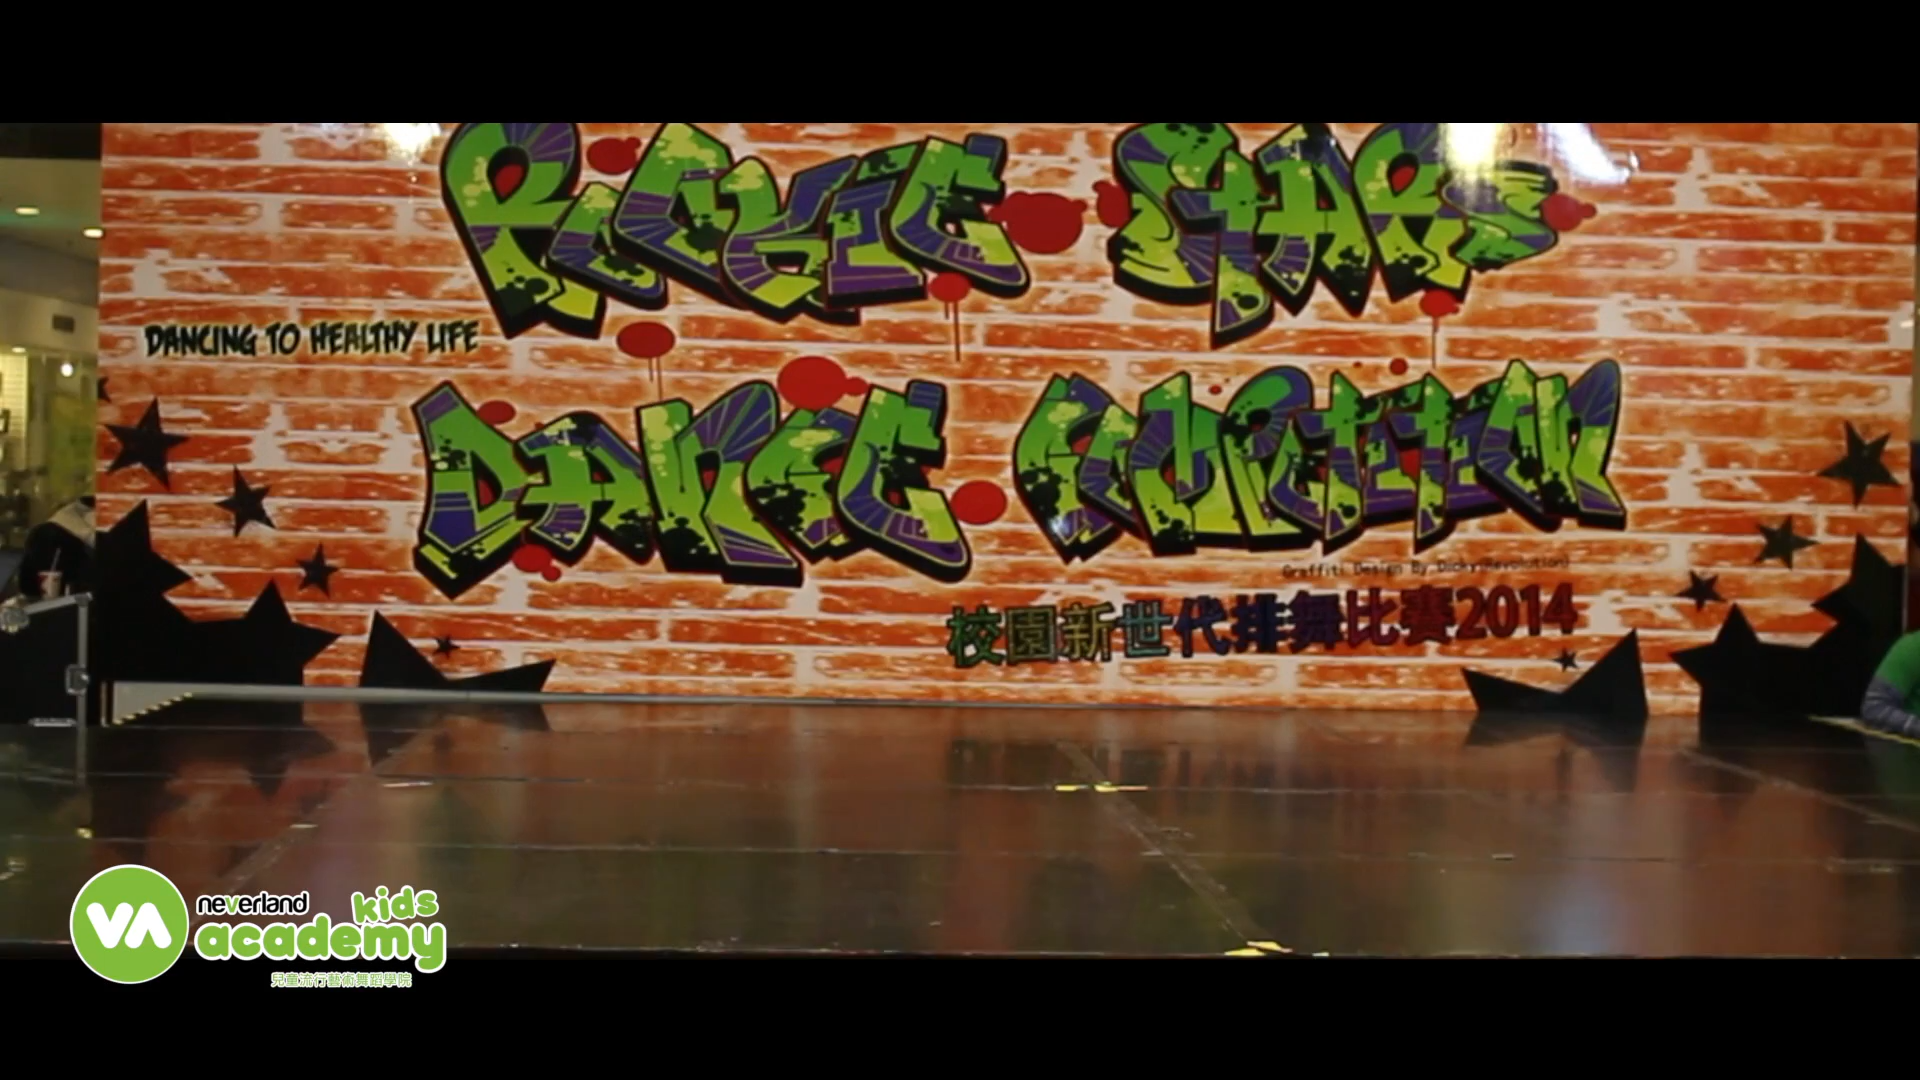 ROOKIE STARS
DANCING TO HEALTHY LIFE
DANCE COMPETITION
Graffiti Design By Dicky(Revolution)
校園新世代排舞比賽2014
VA
neverland
kids
academy
兒童流行藝術舞蹈學院